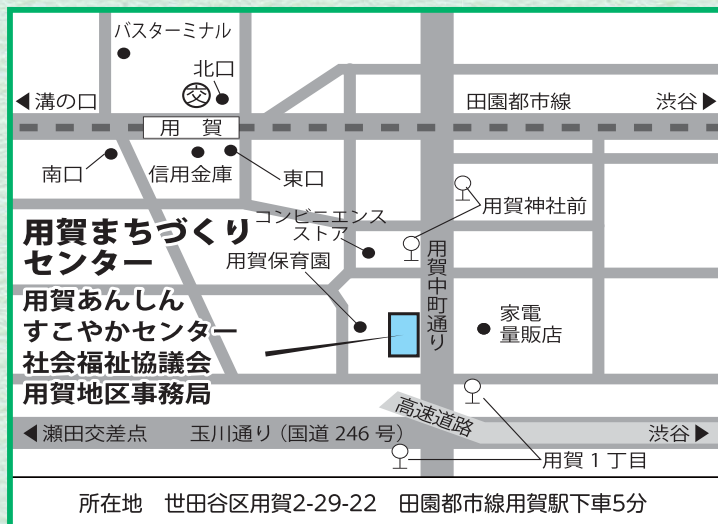 バスターミナル
北口
交
◀溝の口
田園都市線
渋谷▶
用賀
南口
信用金庫
東口
用賀神社前
コンビニエンス
ストア
用賀まちづくり
センター
用賀保育園
用賀中町通り
用賀あんしん
すこやかセンター
社会福祉協議会
用賀地区事務局
家電
量販店
高速道路
◀瀬田交差点
玉川通り（国道 246 号）
渋谷▶
用賀 1 丁目
所在地　世田谷区用賀2-29-22　田園都市線用賀駅下車5分